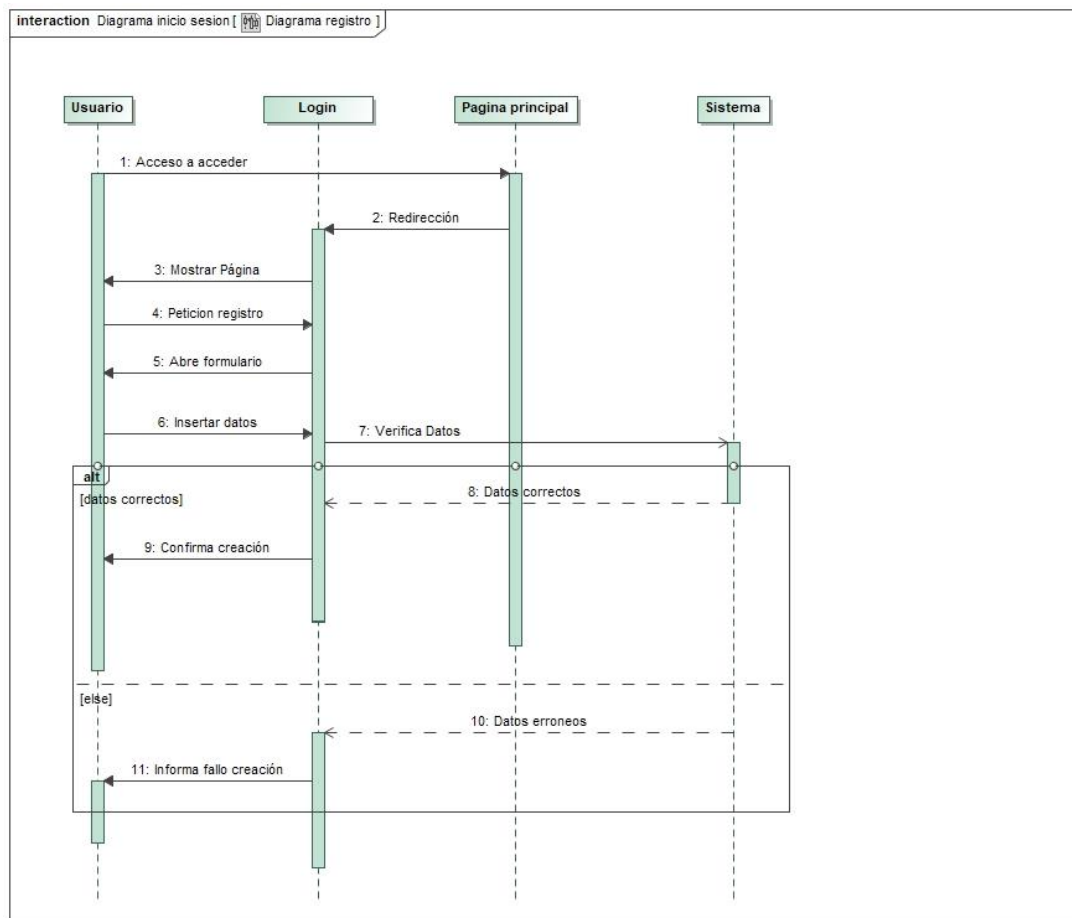 interaction Diagrama inicio sesion [ Diagrama registro ]
Usuario
Login
Pagina principal
Sistema
1: Acceso a acceder
2: Redirección
3: Mostrar Página
4: Peticion registro
5: Abre formulario
6: Insertar datos
7: Verifica Datos
alt
[datos correctos]
8: Datos correctos
9: Confirma creación
[else]
10: Datos erroneos
11: Informa fallo creación